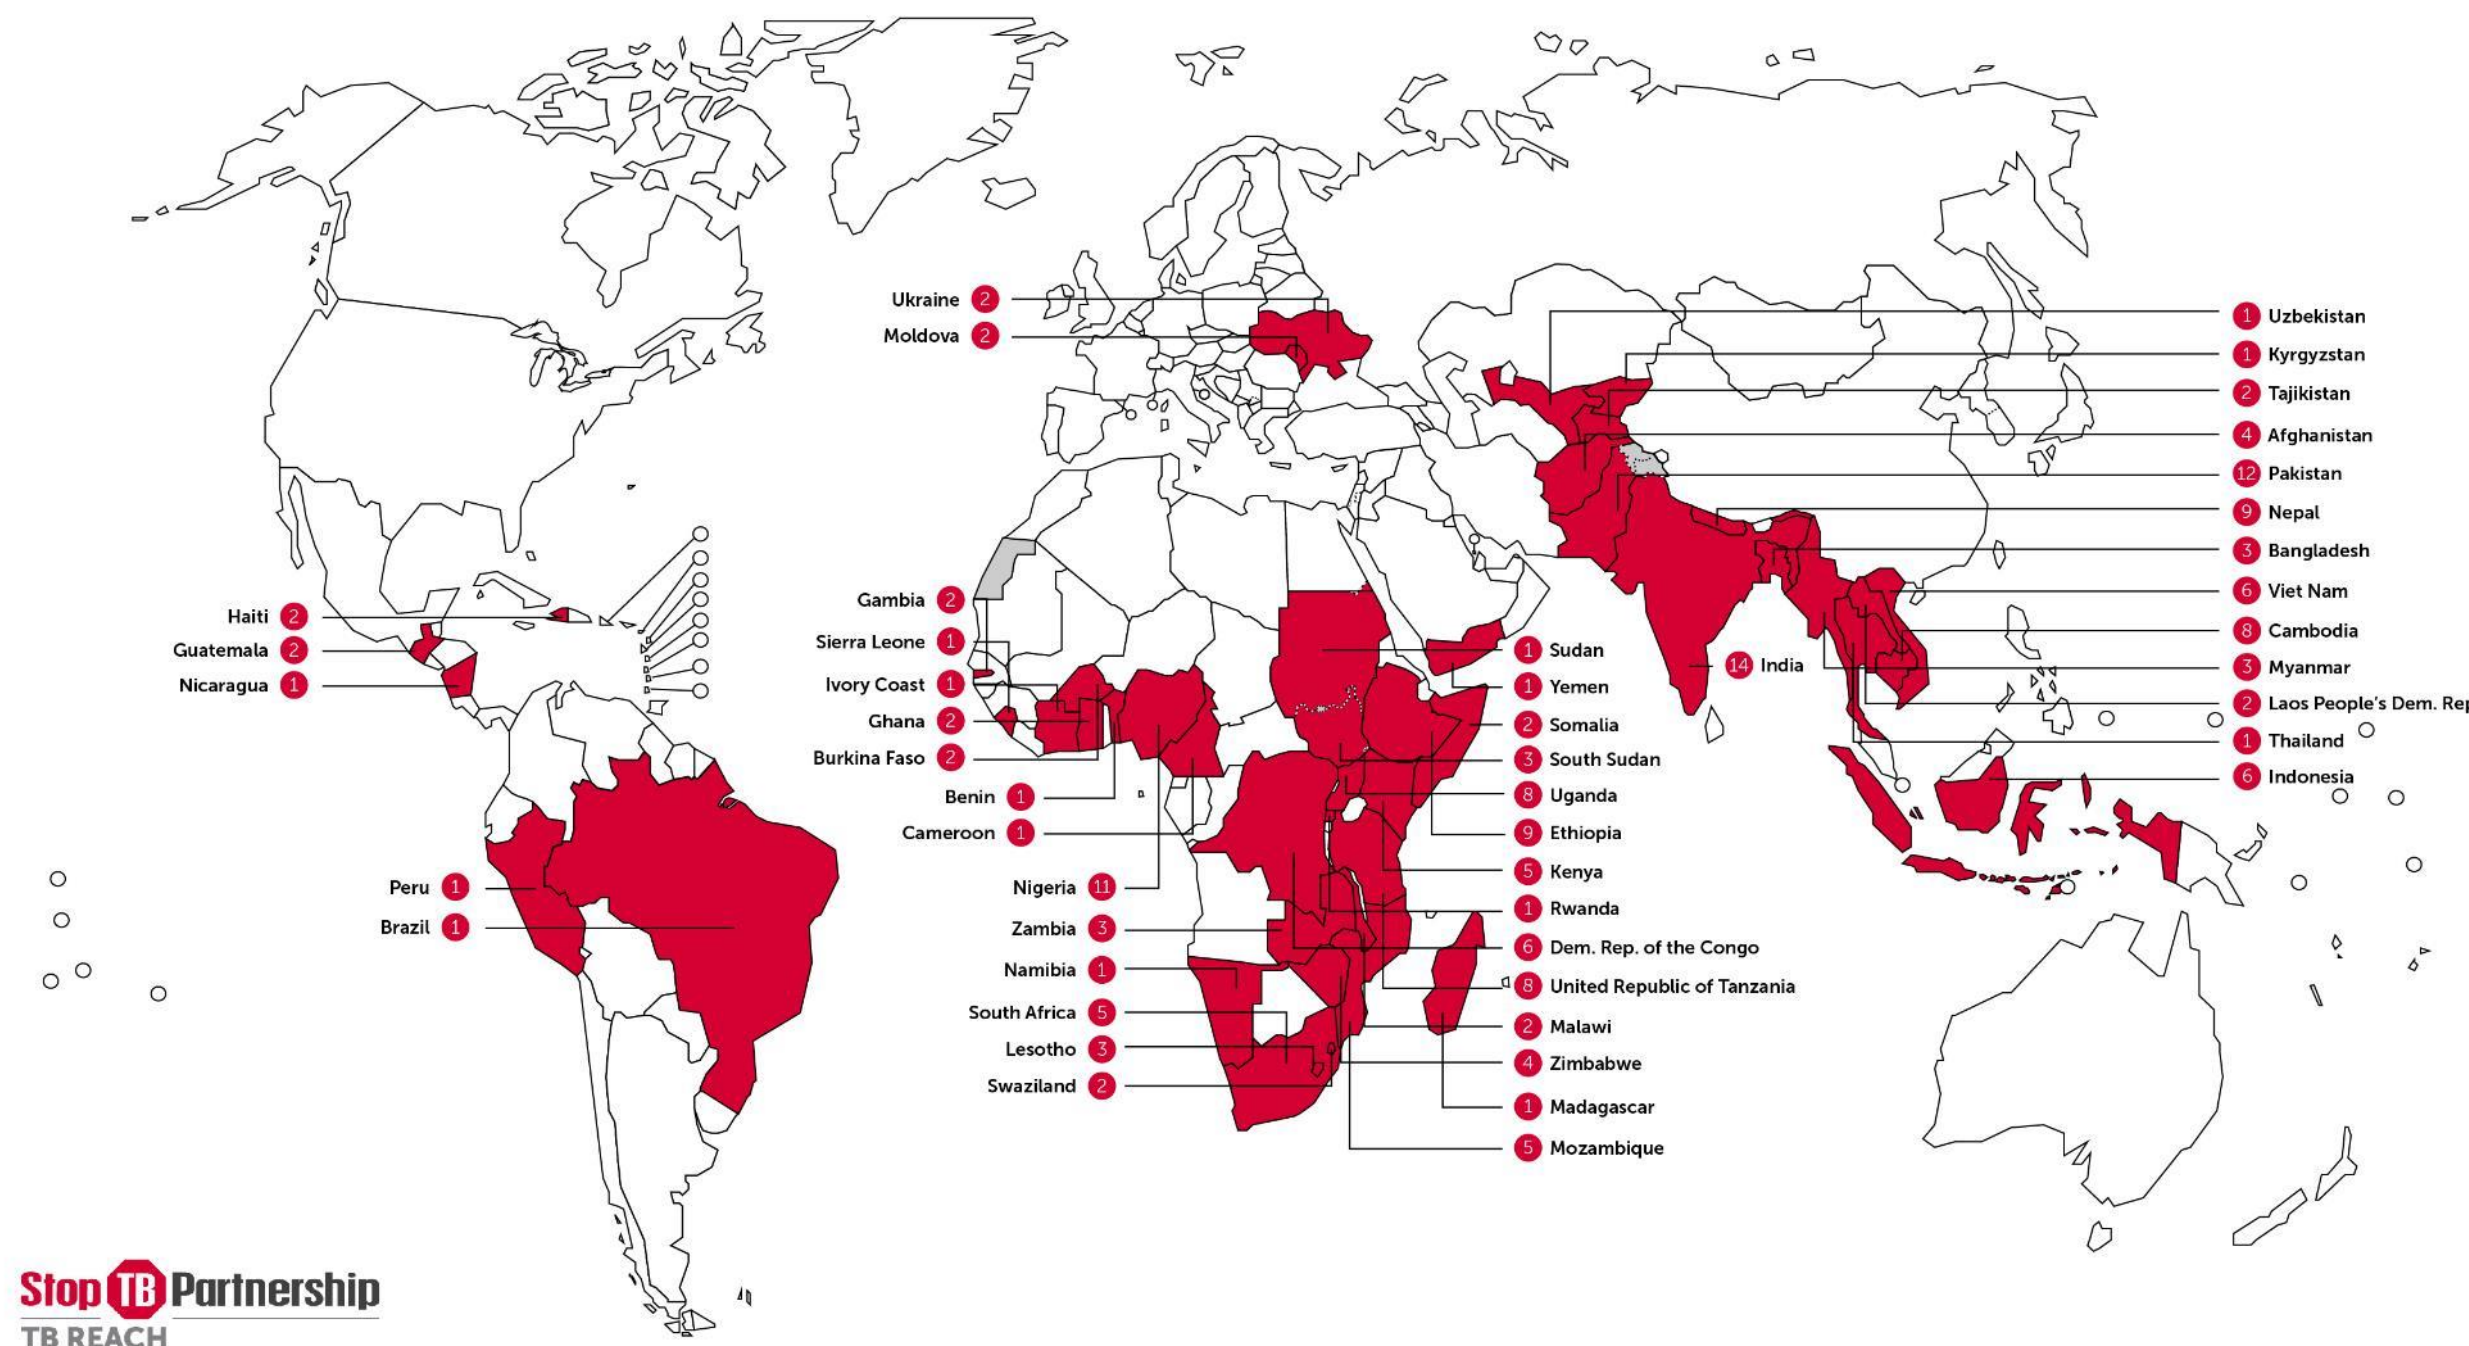 Ukraine 2
Moldova 2
Haiti 2
Guatemala 2
Nicaragua 1
Peru 1
Brazil 1
Gambia 2
Sierra Leone 1
Ivory Coast 1
Ghana 2
Burkina Faso 2
Benin 1
Cameroon 1
Nigeria 11
Zambia 3
Namibia 1
South Africa 5
Lesotho 3
Swaziland 2
1 Sudan
1 Yemen
2 Somalia
3 South Sudan
8 Uganda
9 Ethiopia
5 Kenya
1 Rwanda
6 Dem. Rep. of the Congo
8 United Republic of Tanzania
2 Malawi
4 Zimbabwe
1 Madagascar
5 Mozambique
14 India
1 Uzbekistan
1 Kyrgyzstan
2 Tajikistan
4 Afghanistan
12 Pakistan
9 Nepal
3 Bangladesh
6 Viet Nam
8 Cambodia
3 Myanmar
2 Laos People's Dem. Rep
1 Thailand
6 Indonesia
Stop TB Partnership
TB REACH